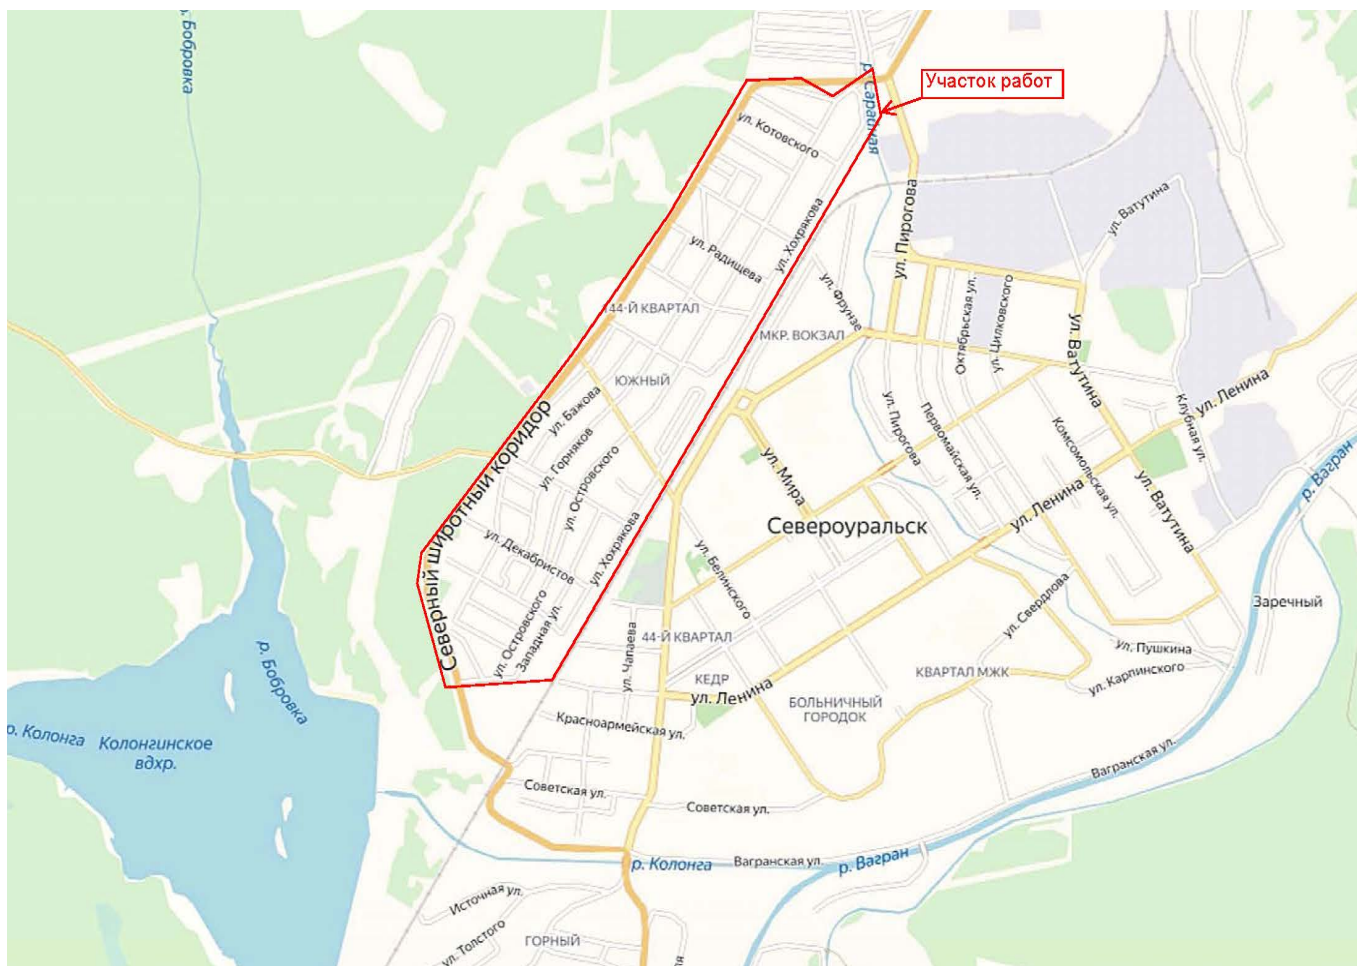 р. Бобровка
р. Сарайная
Участок работ
ул. Котовского
ул. Пирогова
ул. Ватутина
ул. Хохрякова
ул. Радищева
ул. Фрунзе
Октябрьская ул.
ул. Цилковского
144-Й КВАРТАЛ
МКР. ВОКЗАЛ
ул. Ватутина
ЮЖНЫЙ
ул. Бажова
ул. Ленина
Клубная ул.
ул. Пирогова
Первомайская ул.
Комсомольская ул.
Северный широтный коридор
ул. Горняков
ул. Островского
ул. Мира
р. Вагран
ул. Ватутина
ул. Ленина
Североуральск
ул. Хохрякова
ул. Декабристов
ул. Белинского
ул. Свердлова
Заречный
ул. Островского
Западная ул.
ул. Чапаева
44-Й КВАРТАЛ
ул. Пушкина
р. Бобровка
КЕДР
КВАРТАЛ МЖК
ул. Карпинского
ул. Ленина
БОЛЬНИЧНЫЙ
ГОРОДОК
Красноармейская ул.
р. Колонга
Колонгинское
вдхр.
Вагранская ул.
Советская ул.
Советская ул.
р. Колонга
Вагранская ул.
р. Вагран
Источная ул.
ул. Толстого
ГОРНЫЙ